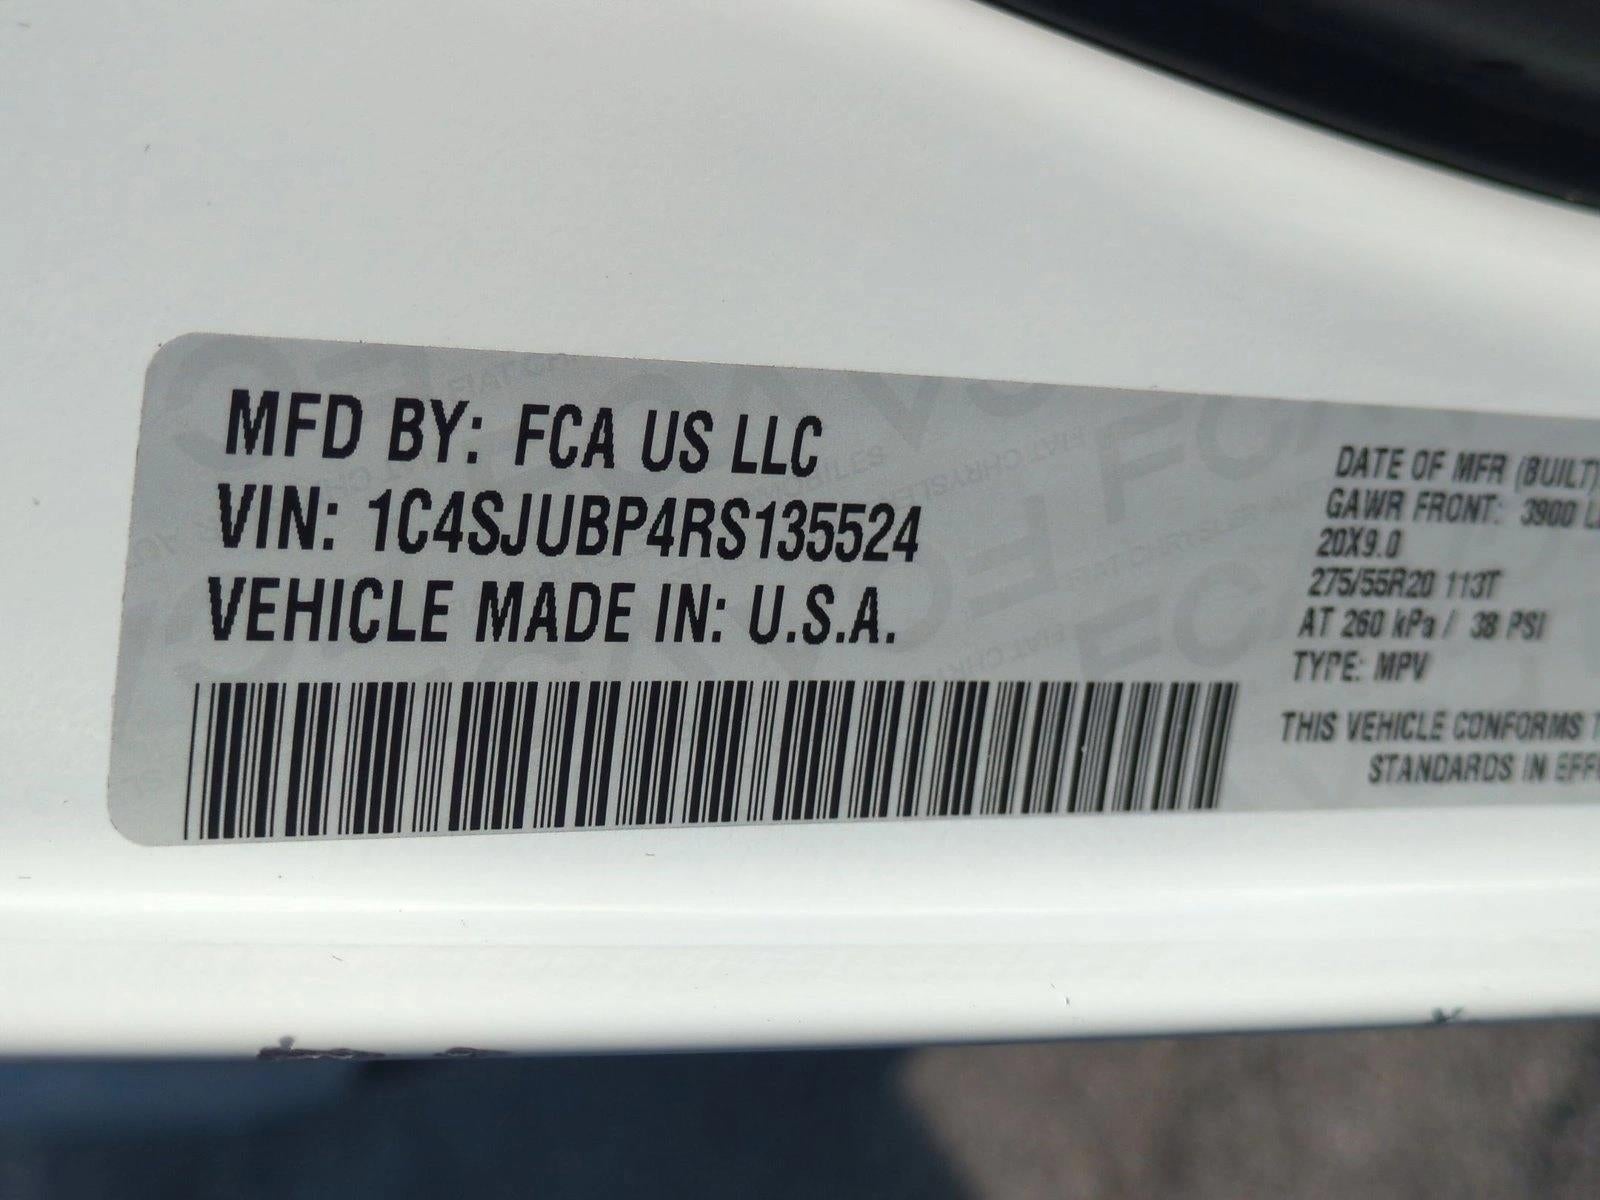 MFD BY: FCA US LLC
VIN: 1C4SJUBP4RS135524
VEHICLE MADE IN: U.S.A.
DATE OF MFR (BUILT)
GAWR FRONT: 3900
20X9.0
275/55R20 113T
AT 260 kPa / 38 PSI
TYPE: MPV
THIS VEHICLE CONFORMS
STANDARDS IN